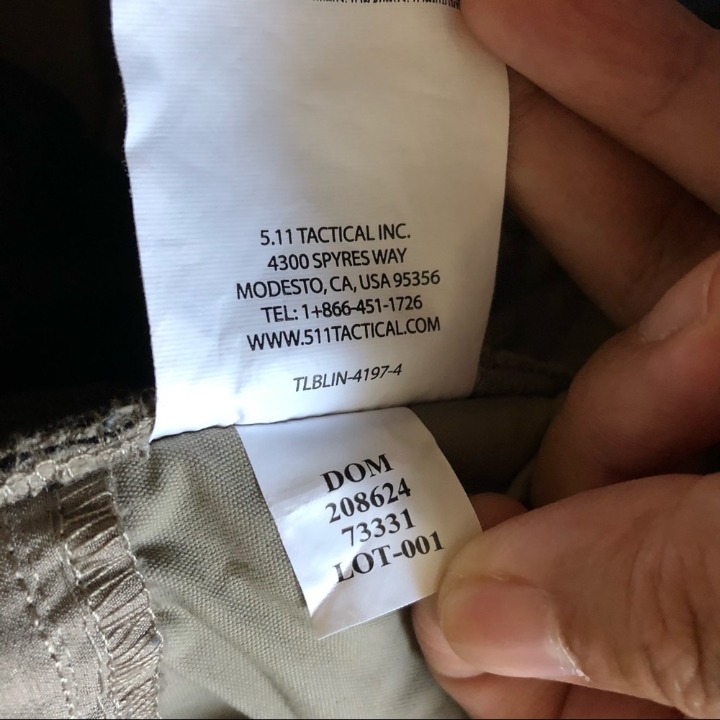 5.11 TACTICAL INC.
4300 SPYRES WAY
MODESTO, CA, USA 95356
TEL: 1+866-451-1726
WWW.511TACTICAL.COM
TLBLIN-4197-4
DOM
208624
73331
LOT-001